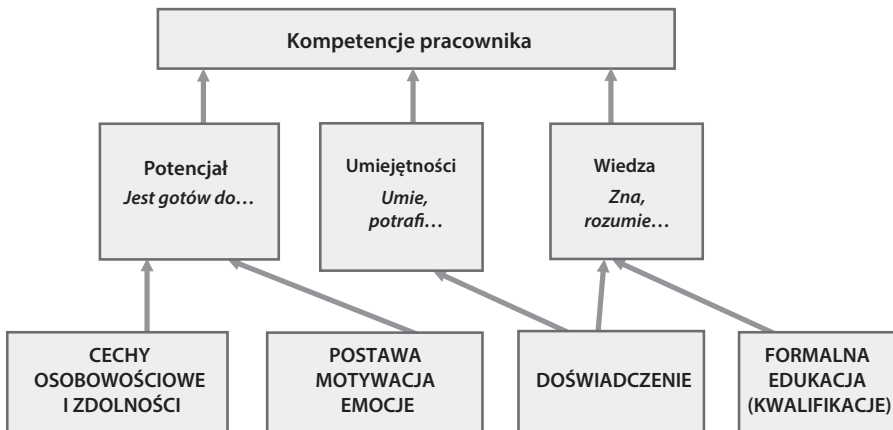 Kompetencje pracownika
Potencjał
Jest gotów do…
Umiejętności
Umie,
potrafi…
Wiedza
Zna,
rozumie…
CECHY
OSOBOWOŚCIOWE
I ZDOLNOŚCI
POSTAWA
MOTYWACJA
EMOCJE
DOŚWIADCZENIE
FORMALNA
EDUKACJA
(KWALIFIKACJE)